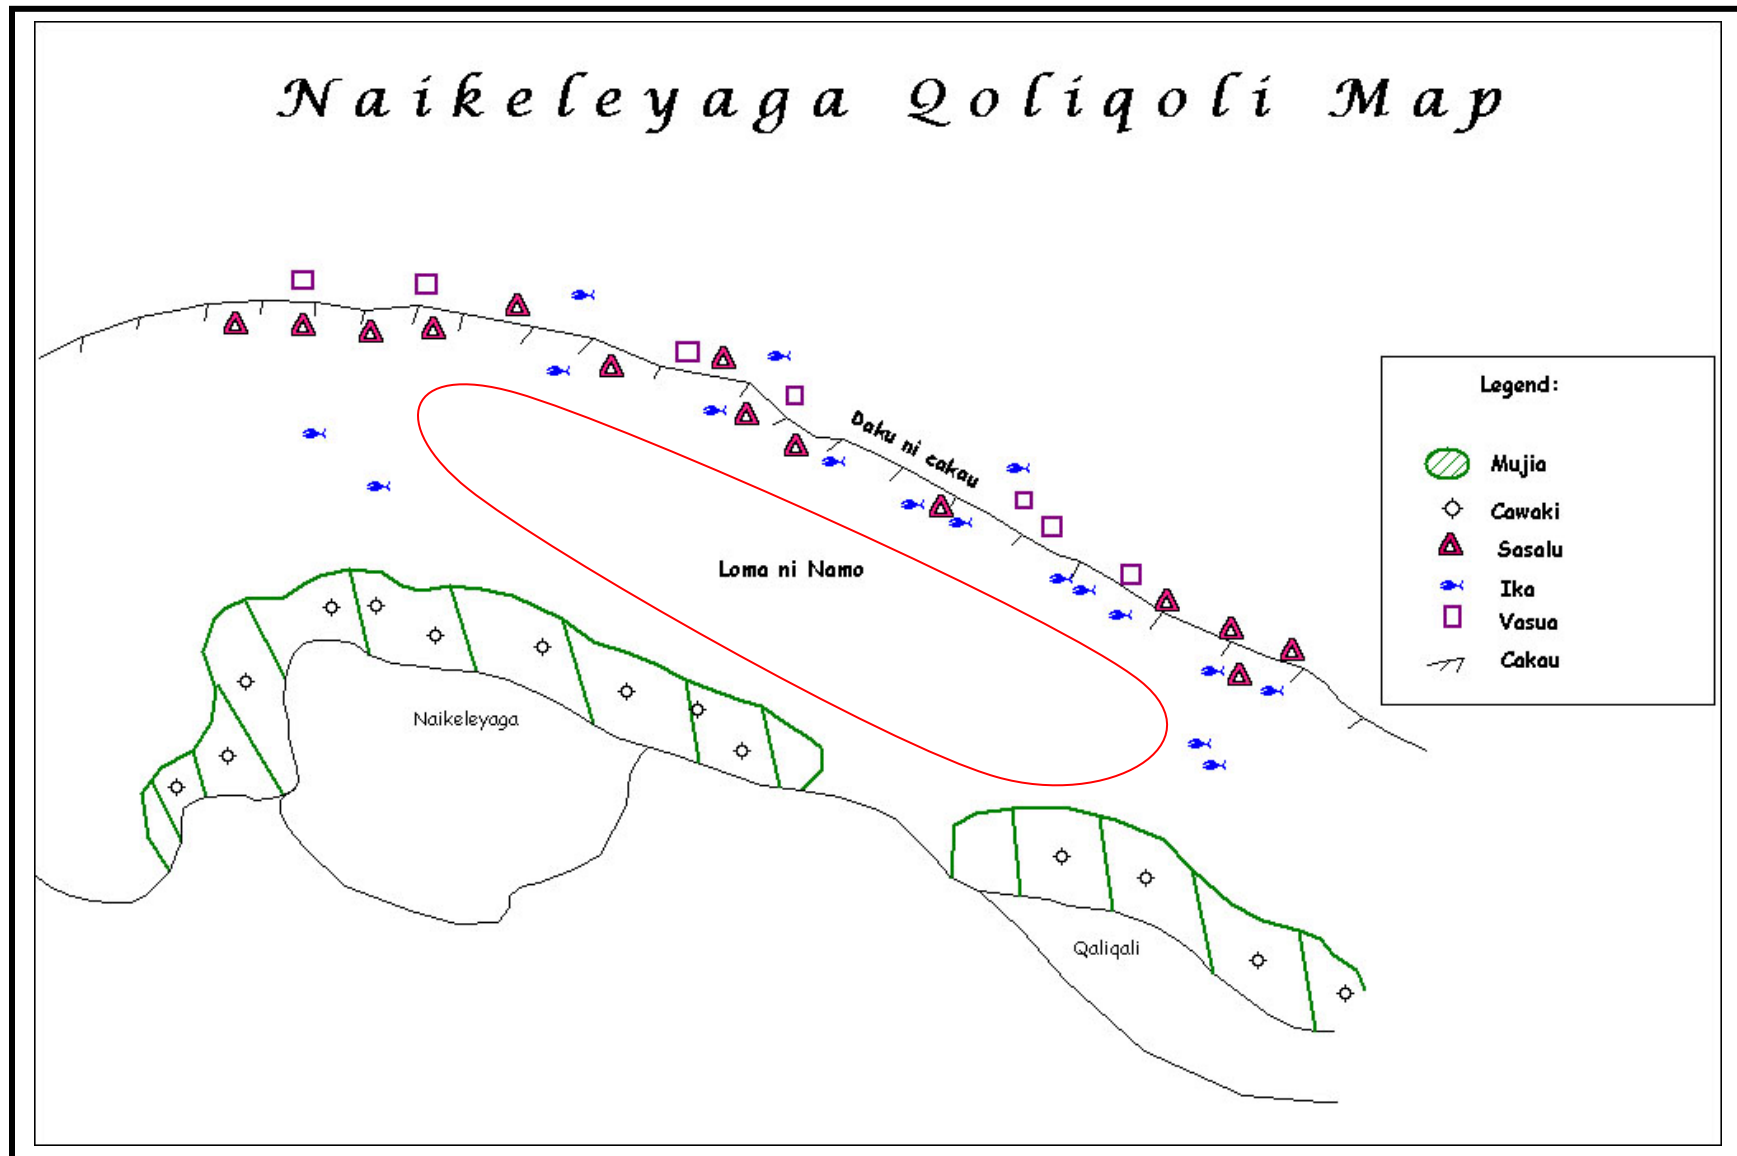 Naikeleyaga Qoliqoli Map
Daku ni cakau
Loma ni Namo
Naikeleyaga
Qaliqali
Legend:
Mujia
Cawaki
Sasalu
Ika
Vasua
Cakau